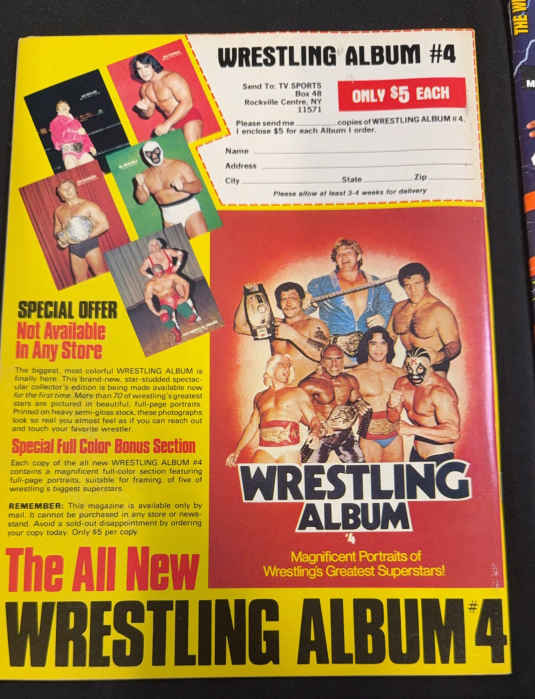 WRESTLING ALBUM #4
Send To: TV SPORTS
Box 48
Rockville Centre, NY
11571
ONLY $5 EACH
Please send me copies of WRESTLING ALBUM #4.
I enclose $5 for each Album I order.
Name
Address
City State Zip
Please allow at least 3-4 weeks for delivery
SPECIAL OFFER
Not Available
In Any Store
The biggest, most colorful WRESTLING ALBUM is
finally here. This brand-new, star-studded spectac-
ular collector's edition is being made available now
for the first time. More than 70 of wrestling's greatest
stars are pictured in beautiful, full-page portraits.
Printed on heavy semi-gloss stock, these photographs
look so real you almost feel as if you can reach out
and touch your favorite wrestler.
Special Full Color Bonus Section
Each copy of the all new WRESTLING ALBUM #4
contains a magnificent full-color section featuring
full-page portraits, suitable for framing, of five of
wrestling's biggest superstars.
REMEMBER: This magazine is available only by
mail. It cannot be purchased in any store or news-
stand. Avoid a sold-out disappointment by ordering
your copy today. Only $5 per copy.
WRESTLING
ALBUM
#4
Magnificent Portraits of
Wrestling's Greatest Superstars!
The All New
WRESTLING ALBUM #4